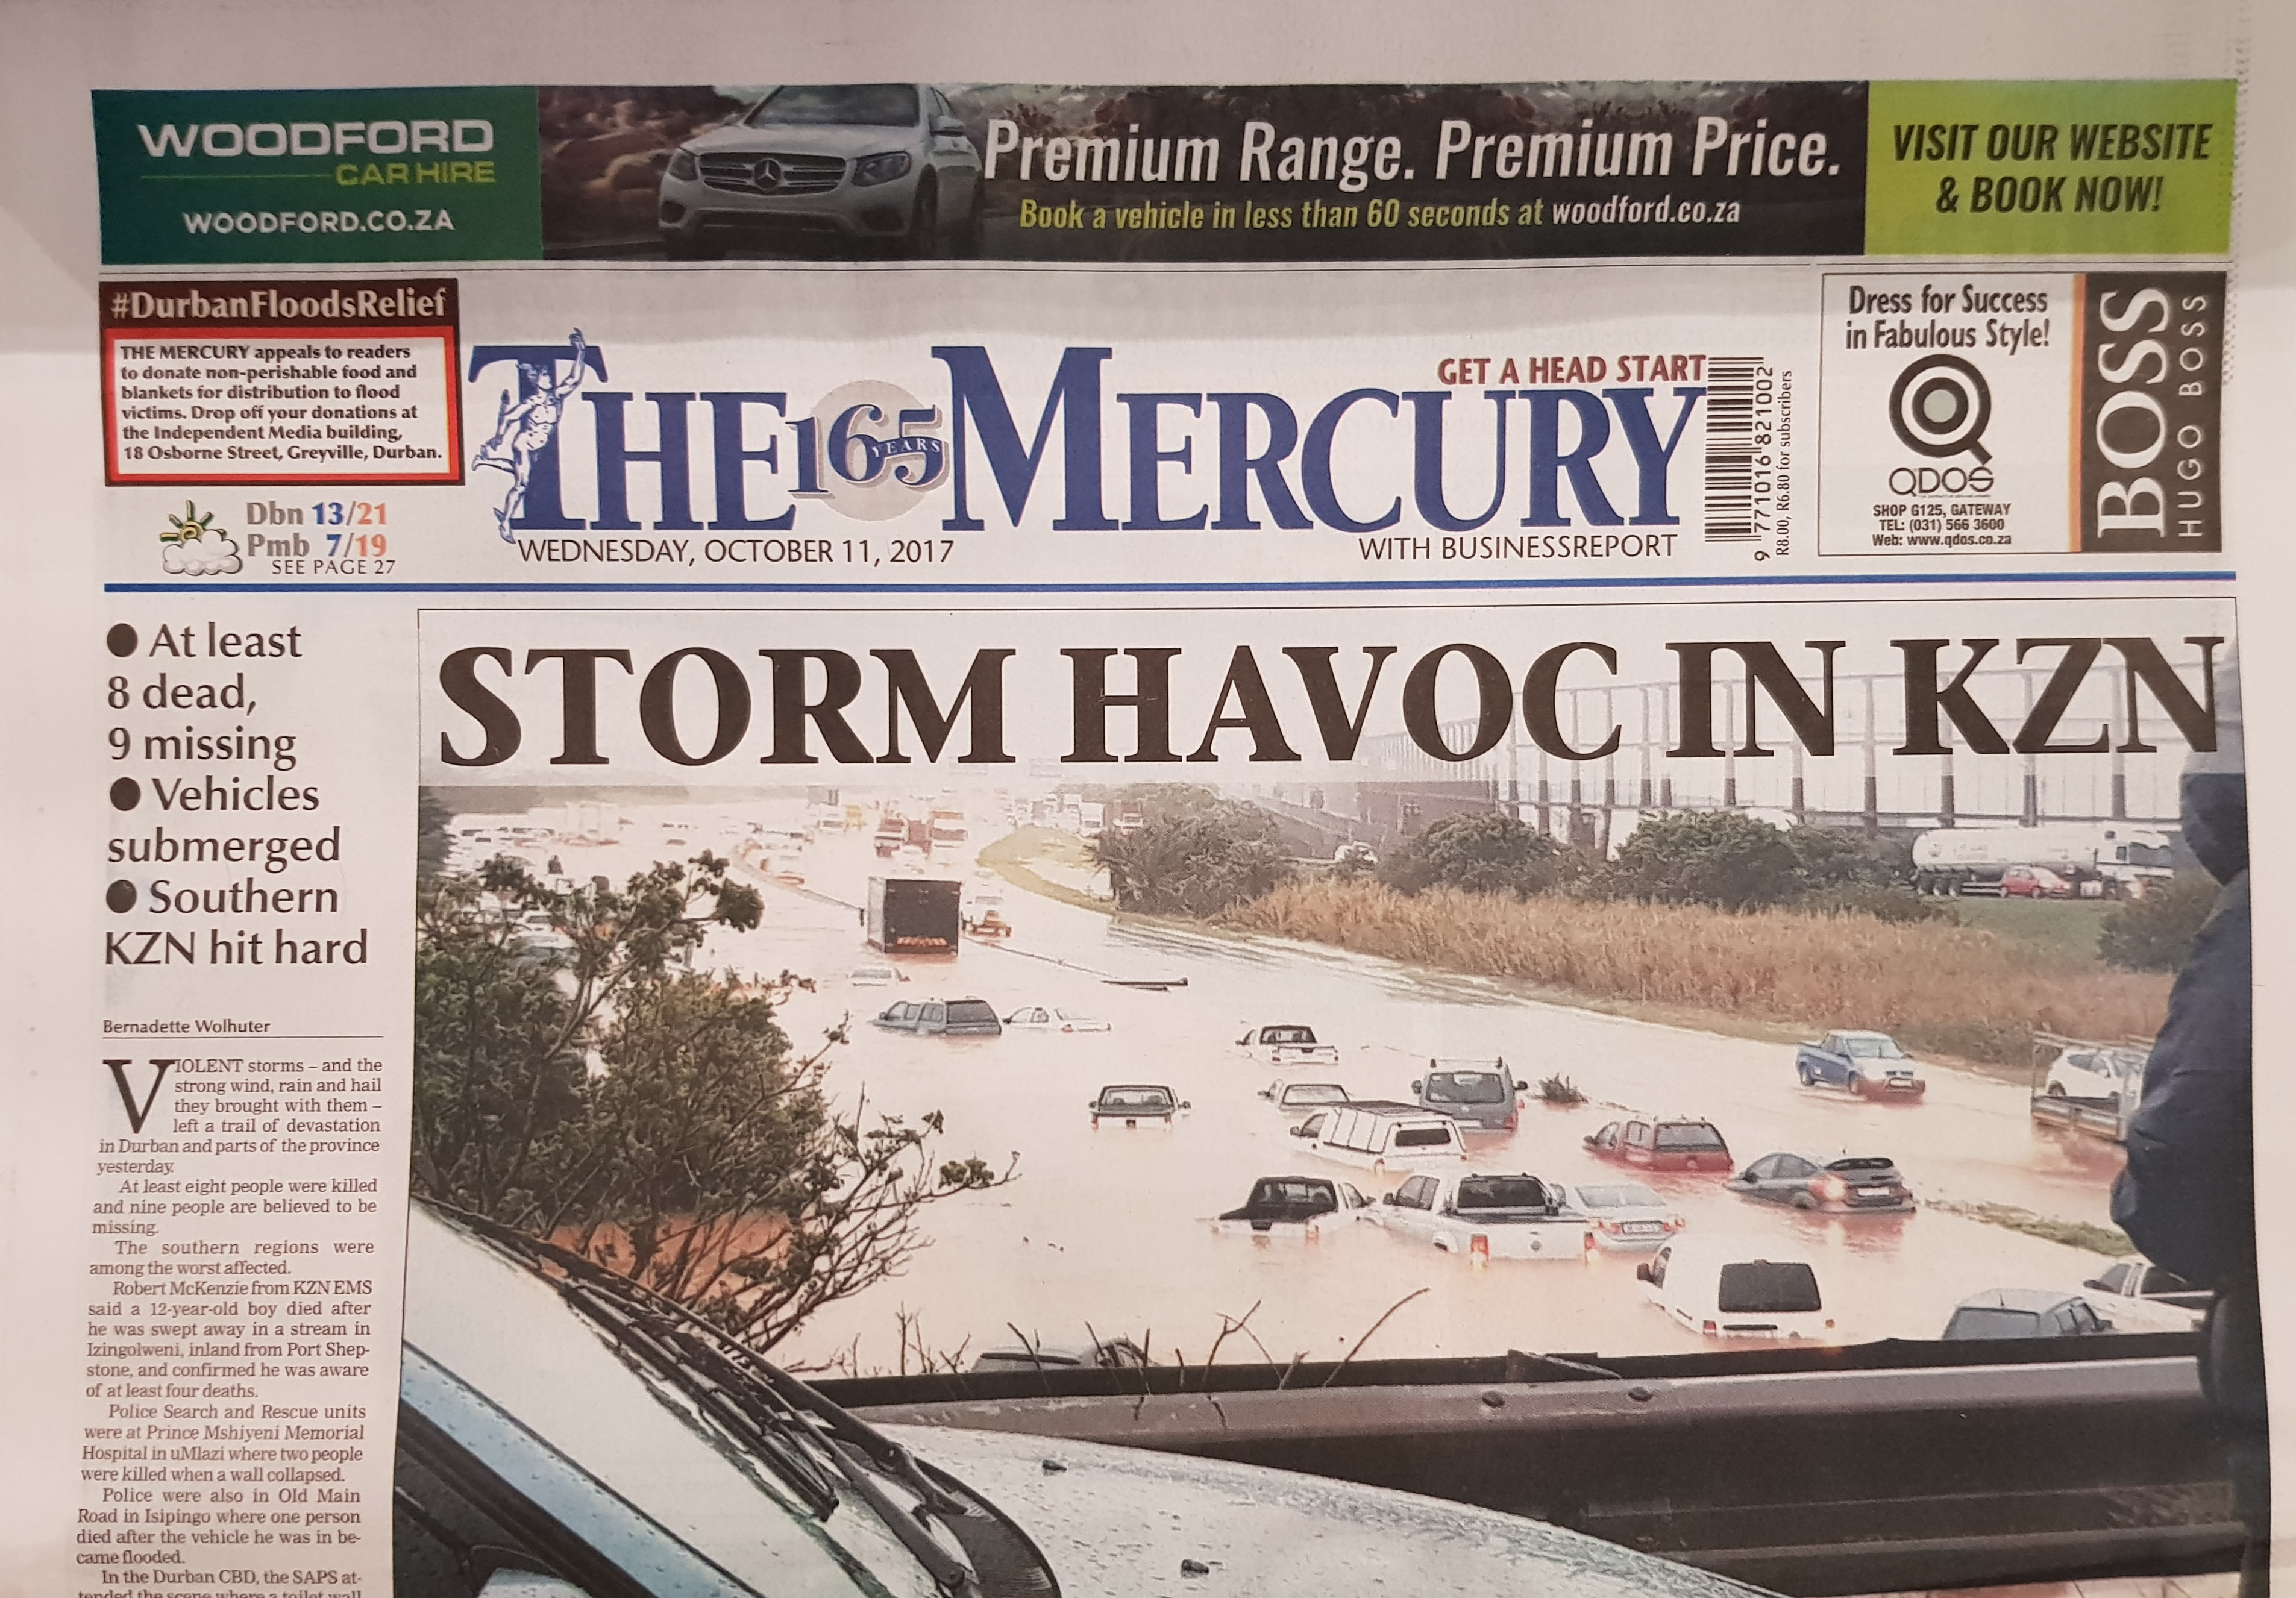 WOODFORD
CAR HIRE
WOODFORD.CO.ZA
Premium Range. Premium Price.
Book a vehicle in less than 60 seconds at woodford.co.za
VISIT OUR WEBSITE
& BOOK NOW!
#DurbanFloodsRelief
THE MERCURY appeals to readers
to donate non-perishable food and
blankets for distribution to flood
victims. Drop off your donations at
the Independent Media building,
18 Osborne Street, Greyville, Durban.
Dbn 13/21
Pmb 7/19
SEE PAGE 27
THE 165 YEARS MERCURY
GET A HEAD START
WEDNESDAY, OCTOBER 11, 2017
WITH BUSINESSREPORT
9 771016 821002
R8.00, R6.80 for subscribers
Dress for Success
in Fabulous Style!
QDOS
SHOP G125, GATEWAY
TEL: (031) 566 3600
Web: www.qdos.co.za
BOSS
HUGO BOSS
STORM HAVOC IN KZN
● At least
8 dead,
9 missing
● Vehicles
submerged
● Southern
KZN hit hard
Bernadette Wolhuter
VIOLENT storms – and the
strong wind, rain and hail
they brought with them –
left a trail of devastation
in Durban and parts of the province
yesterday.
At least eight people were killed
and nine people are believed to be
missing.
The southern regions were
among the worst affected.
Robert McKenzie from KZN EMS
said a 12-year-old boy died after
he was swept away in a stream in
Izingolweni, inland from Port Shep-
stone, and confirmed he was aware
of at least four deaths.
Police Search and Rescue units
were at Prince Mshiyeni Memorial
Hospital in uMlazi where two people
were killed when a wall collapsed.
Police were also in Old Main
Road in Isipingo where one person
died after the vehicle he was in be-
came flooded.
In the Durban CBD, the SAPS at-
tended the scene where a toilet wall